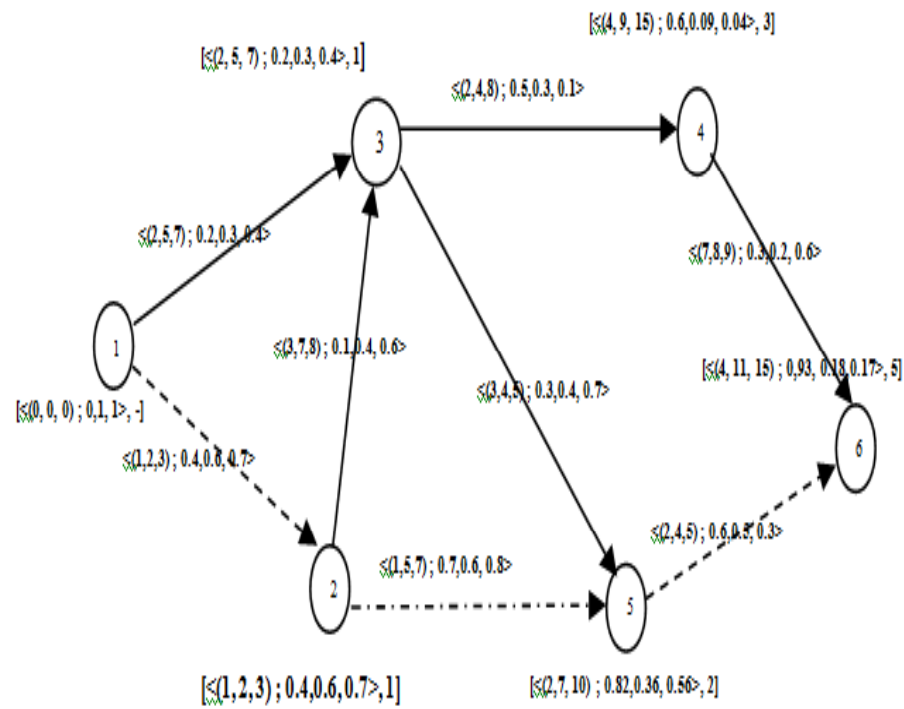 [<(4, 9, 15) ; 0.6,0.09, 0.04>, 3]
[<(2, 5, 7) ; 0.2,0.3, 0.4>, 1]
<(2,4,8) ; 0.5,0.3, 0.1>
3
4
<(2,5,7) ; 0.2,0.3, 0.4>
<(7,8,9) ; 0.3,0.2, 0.6>
1
<(3,7,8) ; 0.1,0.4, 0.6>
[<(4, 11, 15) ; 0,93, 0.18,0.17>, 5]
<(3,4,5) ; 0.3,0.4, 0.7>
[<(0, 0, 0) ; 0,1, 1>, -]
6
<(1,2,3) ; 0.4,0.6, 0.7>
<(2,4,5) ; 0.6,0.5, 0.3>
<(1,5,7) ; 0.7,0.6, 0.8>
2
5
[<(1, 2, 3) ; 0.4,0.6, 0.7>, 1]
[<(2,7, 10) ; 0.82,0.36, 0.56>, 2]